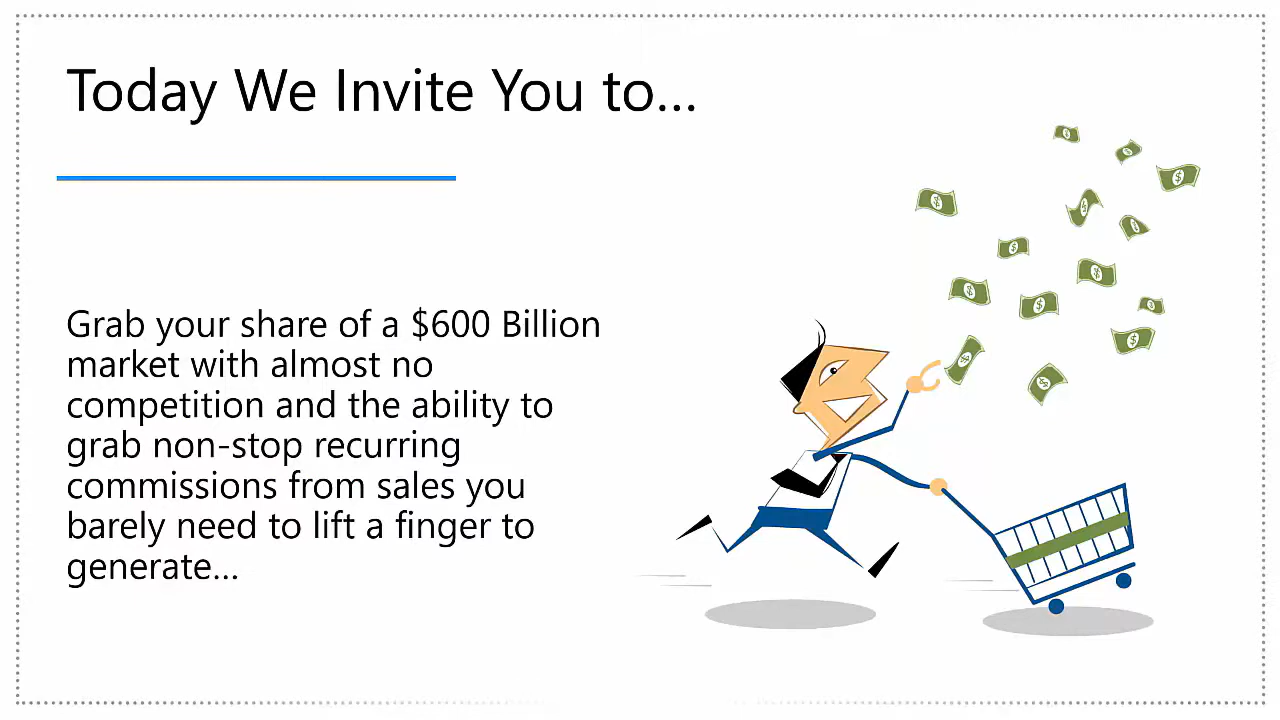 Today We Invite You to...
Grab your share of a $600 Billion
market with almost no
competition and the ability to
grab non-stop recurring
commissions from sales you
barely need to lift a finger to
generate...